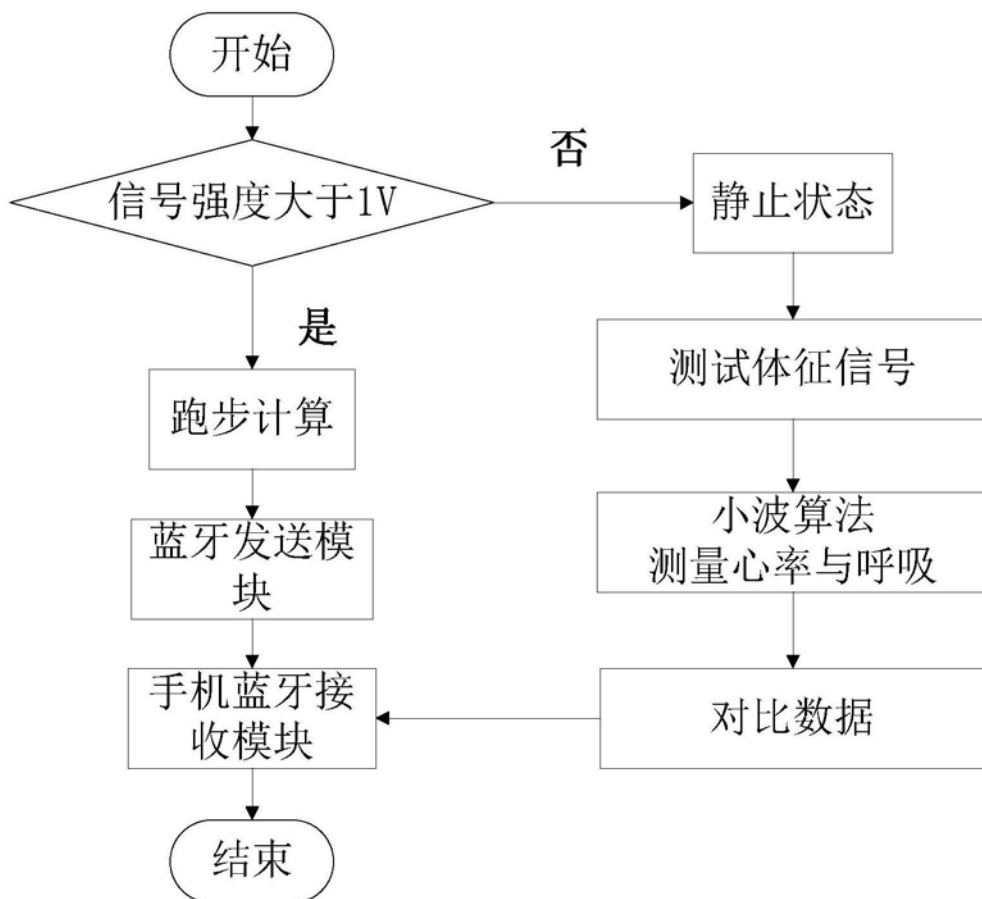 开始
信号强度大于1V
否
静止状态
是
测试体征信号
跑步计算
小波算法
测量心率与呼吸
蓝牙发送模
块
手机蓝牙接
收模块
对比数据
结束